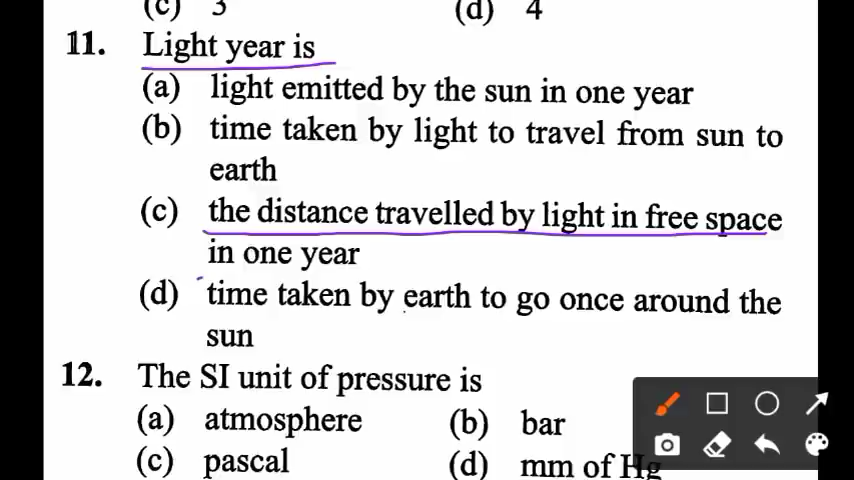 (c) 3 (d) 4
11. Light year is
(a) light emitted by the sun in one year
(b) time taken by light to travel from sun to
earth
(c) the distance travelled by light in free space
in one year
(d) time taken by earth to go once around the
sun
12. The SI unit of pressure is
(a) atmosphere (b) bar
(c) pascal (d) mm of Hg